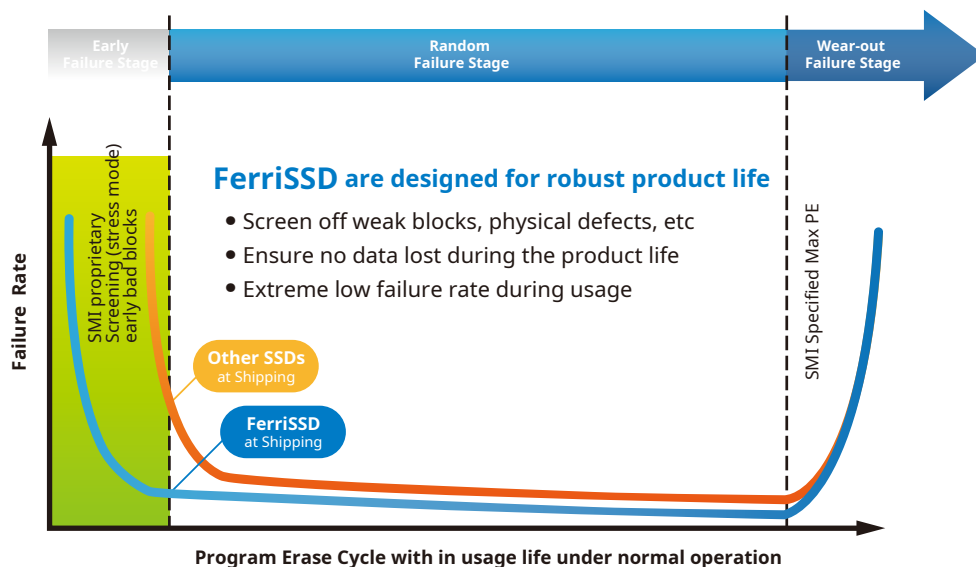 Early
Failure Stage
Random
Failure Stage
Wear-out
Failure Stage
Failure Rate
SMI proprietary
Screening (stress mode)
early bad blocks
FerriSSD are designed for robust product life
• Screen off weak blocks, physical defects, etc
• Ensure no data lost during the product life
• Extreme low failure rate during usage
Other SSDs
at Shipping
FerriSSD
at Shipping
SMI Specified Max PE
Program Erase Cycle with in usage life under normal operation